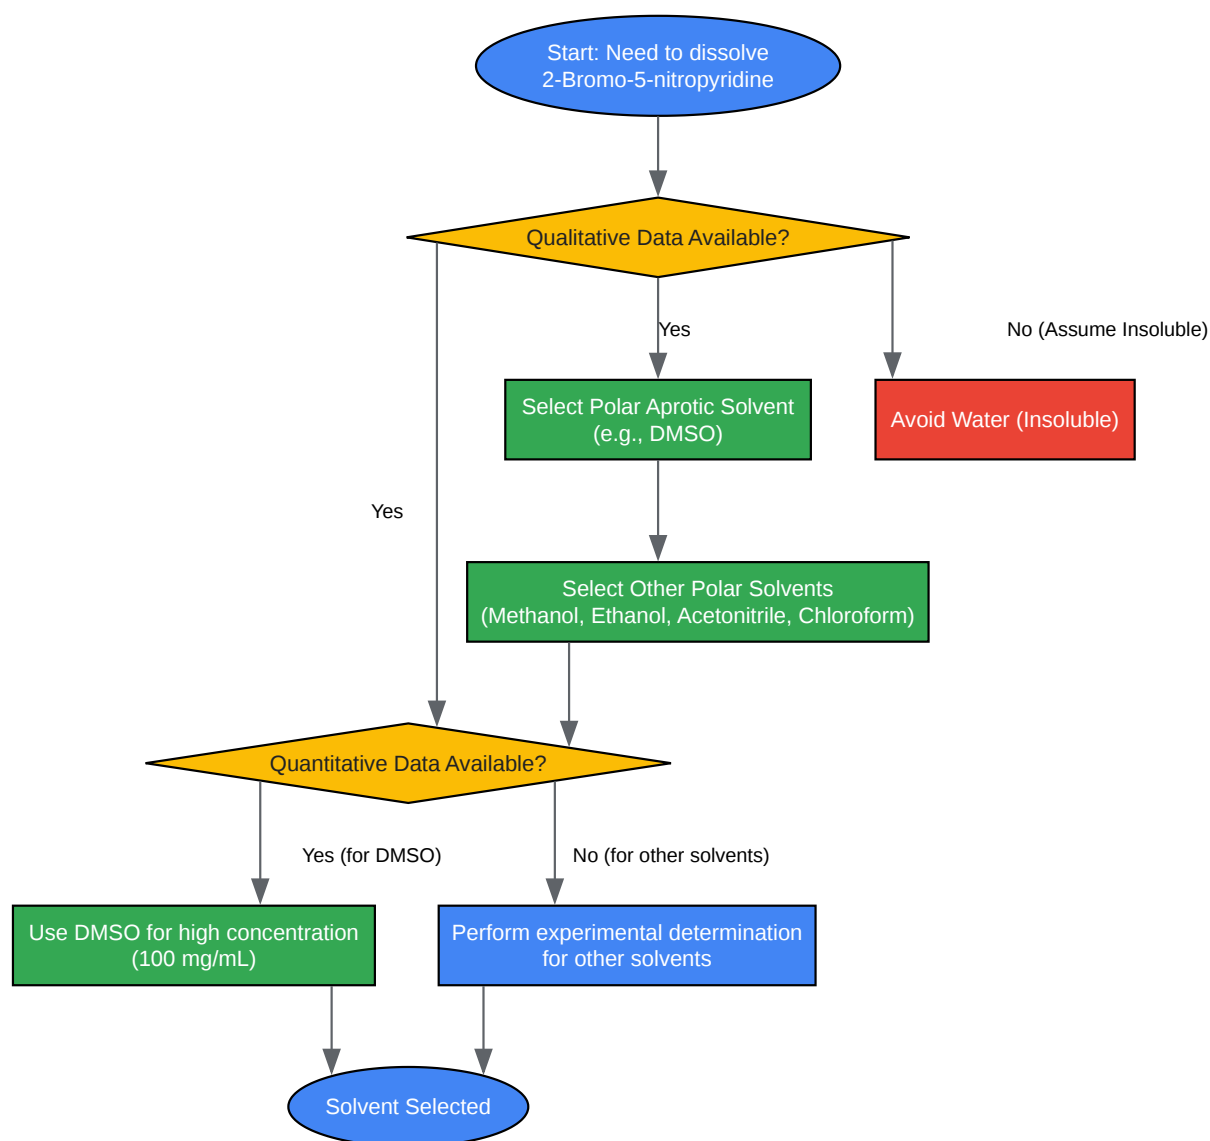 Start: Need to dissolve
2-Bromo-5-nitropyridine
Qualitative Data Available?
Yes
No (Assume Insoluble)
Select Polar Aprotic Solvent
(e.g., DMSO)
Avoid Water (Insoluble)
Yes
Select Other Polar Solvents
(Methanol, Ethanol, Acetonitrile, Chloroform)
Quantitative Data Available?
Yes (for DMSO)
No (for other solvents)
Use DMSO for high concentration
(100 mg/mL)
Perform experimental determination
for other solvents
Solvent Selected